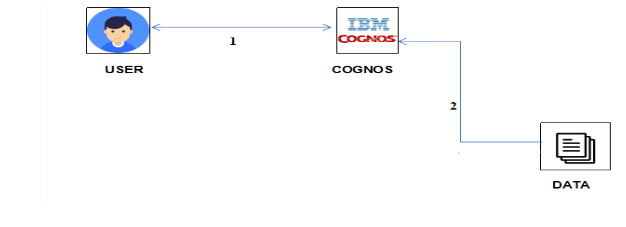 IBM
COGNOS
1
USER
COGNOS
2
DATA